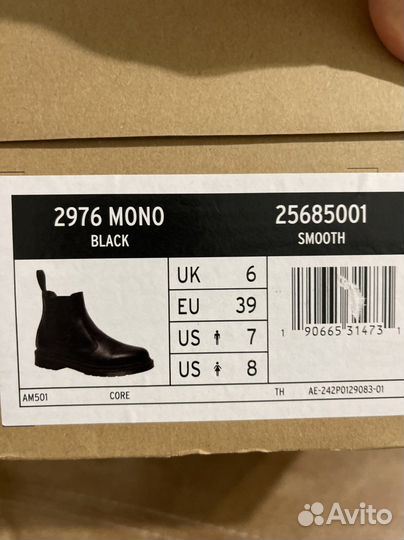 2976 MONO
BLACK
25685001
SMOOTH
UK 6
EU 39
US 7
US 8
1 90665 31473 1
AM501 CORE TH AE-242P0129083-01
Avito